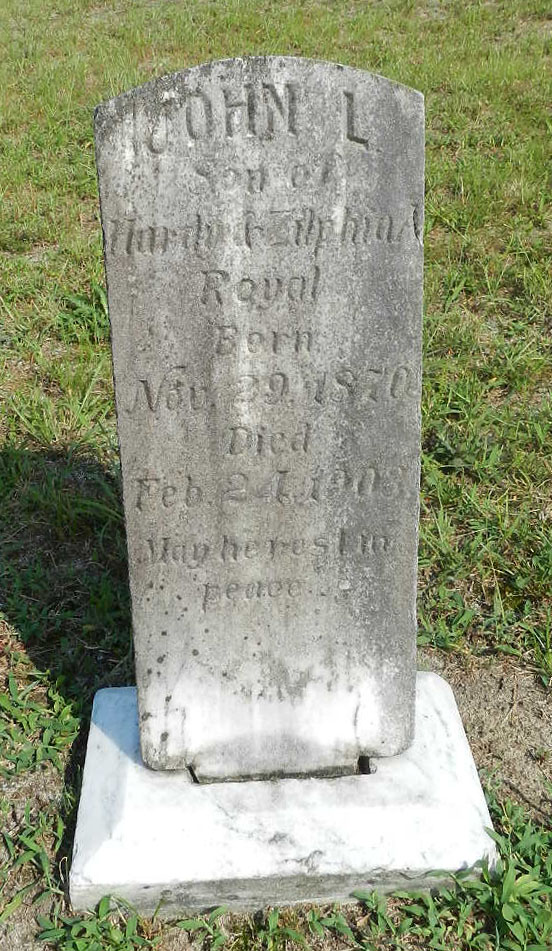 JOHN L.
Son of
Hardy & Zilphia A
Royal
Born
Nov. 29, 1870
Died
Feb. 24, 1903.
May he rest in
peace.